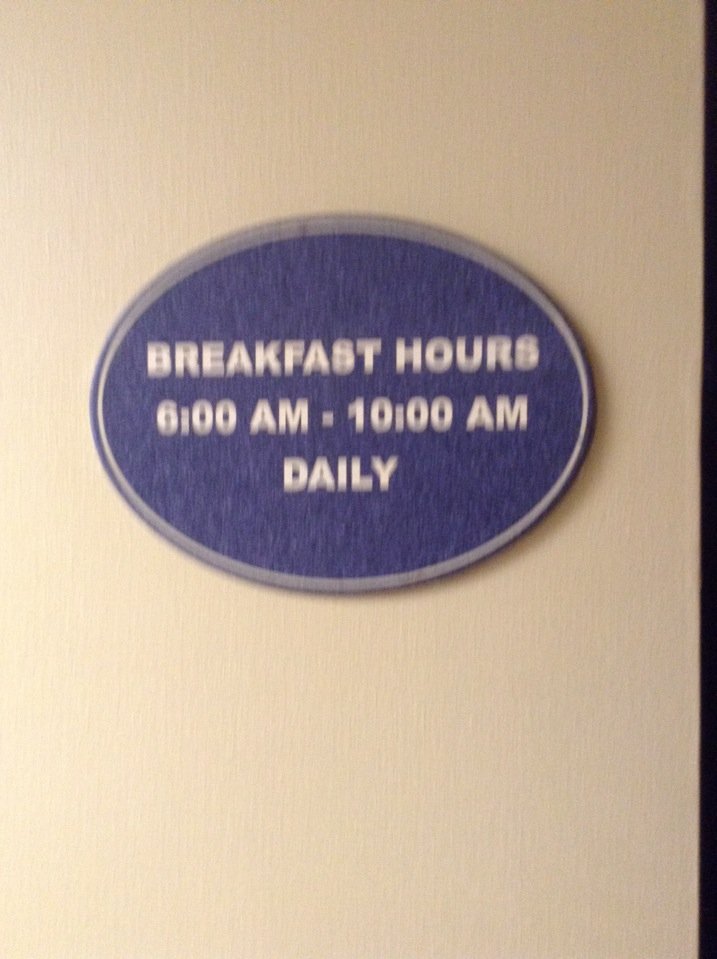 BREAKFAST HOURS
6:00 AM - 10:00 AM
DAILY